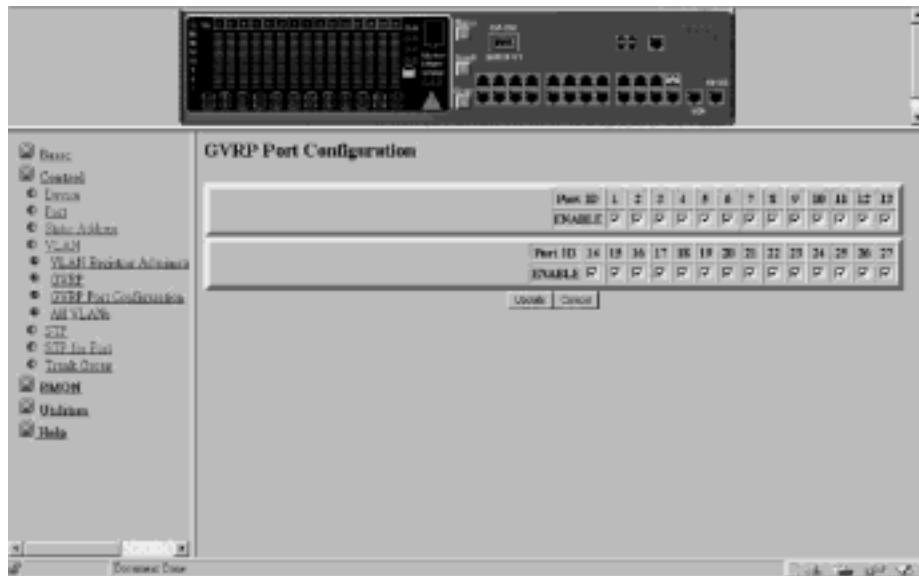 Basic
Control
Device
Port
Static Address
VLAN
VLAN Register
GVRP
GVRP Port Configuration
All VLANs
STP
STP for Port
Trunk Group
RMON
Utilities
Help
GVRP Port Configuration
Port ID 1 2 3 4 5 6 7 8 9 10 11 12 13
ENABLE
Port ID 14 15 16 17 18 19 20 21 22 23 24 25 26 27
ENABLE
Update Cancel
Document Done